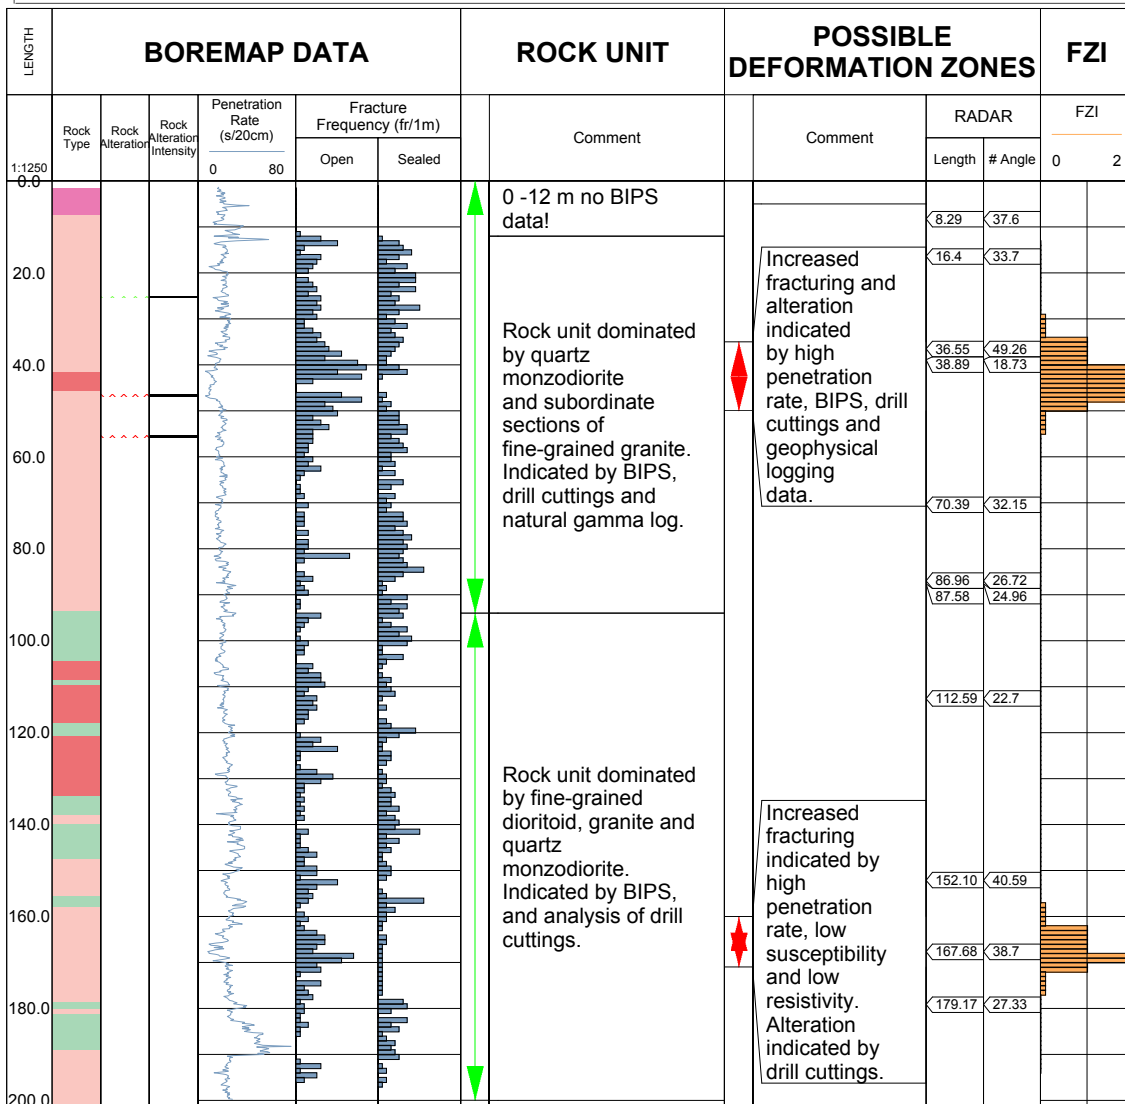 LENGTH
BOREMAP DATA
ROCK UNIT
POSSIBLE
DEFORMATION ZONES
FZI
1:1250
Rock
Type
Rock
Alteration
Rock
Alteration
Intensity
Penetration
Rate
(s/20cm)
0 80
Fracture
Frequency (fr/1m)
Open
Sealed
Comment
Comment
RADAR
Length
# Angle
FZI
0 2
0.0
20.0
40.0
60.0
80.0
100.0
120.0
140.0
160.0
180.0
200.0
0 -12 m no BIPS
data!
Rock unit dominated
by quartz
monzodiorite
and subordinate
sections of
fine-grained granite.
Indicated by BIPS,
drill cuttings and
natural gamma log.
Rock unit dominated
by fine-grained
dioritoid, granite and
quartz
monzodiorite.
Indicated by BIPS,
and analysis of drill
cuttings.
Increased
fracturing and
alteration
indicated
by high
penetration
rate, BIPS, drill
cuttings and
geophysical
logging
data.
Increased
fracturing
indicated by
high
penetration
rate, low
susceptibility
and low
resistivity.
Alteration
indicated by
drill cuttings.
8.29 37.6
16.4 33.7
36.55 49.26
38.89 18.73
70.39 32.15
86.96 26.72
87.58 24.96
112.59 22.7
152.10 40.59
167.68 38.7
179.17 27.33